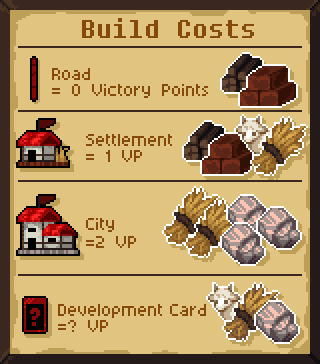 Build Costs
Road
= 0 Victory Points
Settlement
= 1 VP
City
=2 VP
?
Development Card
=? VP